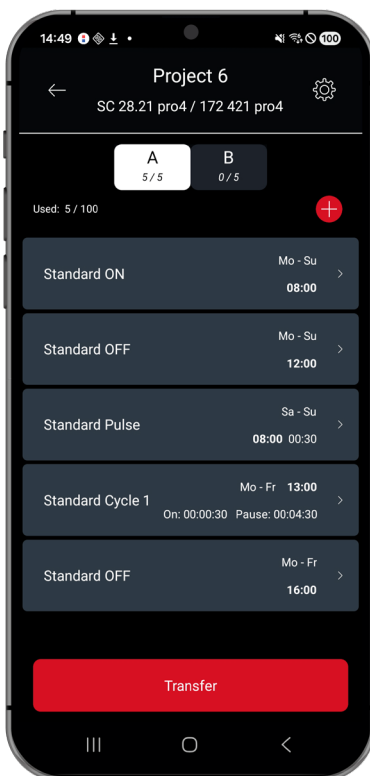 14:49 100
Project 6
SC 28.21 pro4 / 172 421 pro4
A B
5 / 5 0 / 5
Used: 5 / 100
Mo - Su
Standard ON
08:00
Mo - Su
Standard OFF
12:00
Sa - Su
Standard Pulse
08:00 00:30
Mo - Fr 13:00
Standard Cycle 1
On: 00:00:30 Pause: 00:04:30
Mo - Fr
Standard OFF
16:00
Transfer